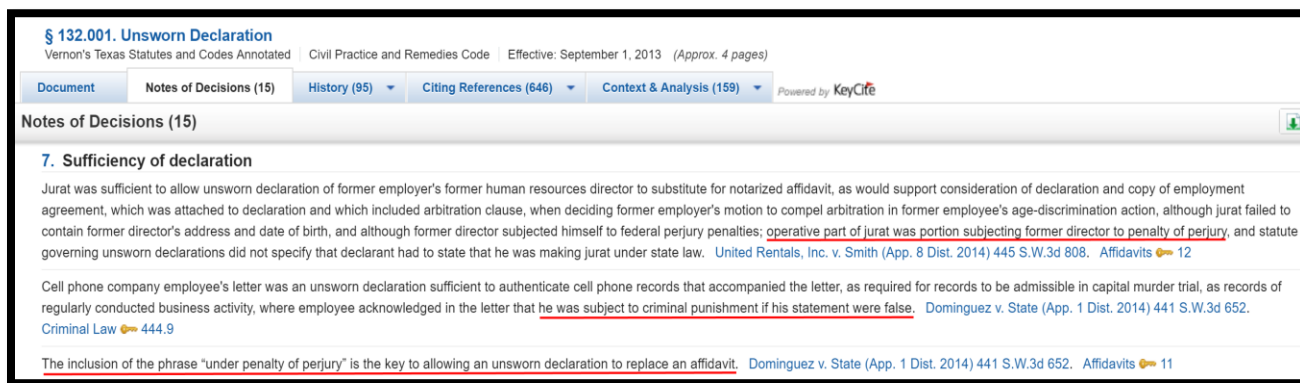 § 132.001. Unsworn Declaration
Vernon's Texas Statutes and Codes Annotated | Civil Practice and Remedies Code | Effective: September 1, 2013 (Approx. 4 pages)
Document Notes of Decisions (15) History (95) Citing References (646) Context & Analysis (159) Powered by KeyCite
Notes of Decisions (15)
7. Sufficiency of declaration
Jurat was sufficient to allow unsworn declaration of former employer's former human resources director to substitute for notarized affidavit, as would support consideration of declaration and copy of employment
agreement, which was attached to declaration and which included arbitration clause, when deciding former employer's motion to compel arbitration in former employee's age-discrimination action, although jurat failed to
contain former director's address and date of birth, and although former director subjected himself to federal perjury penalties; operative part of jurat was portion subjecting former director to penalty of perjury, and statute
governing unsworn declarations did not specify that declarant had to state that he was making jurat under state law. United Rentals, Inc. v. Smith (App. 8 Dist. 2014) 445 S.W.3d 808. Affidavits 12
Cell phone company employee's letter was an unsworn declaration sufficient to authenticate cell phone records that accompanied the letter, as required for records to be admissible in capital murder trial, as records of
regularly conducted business activity, where employee acknowledged in the letter that he was subject to criminal punishment if his statement were false. Dominguez v. State (App. 1 Dist. 2014) 441 S.W.3d 652.
Criminal Law 444.9
The inclusion of the phrase “under penalty of perjury” is the key to allowing an unsworn declaration to replace an affidavit. Dominguez v. State (App. 1 Dist. 2014) 441 S.W.3d 652. Affidavits 11